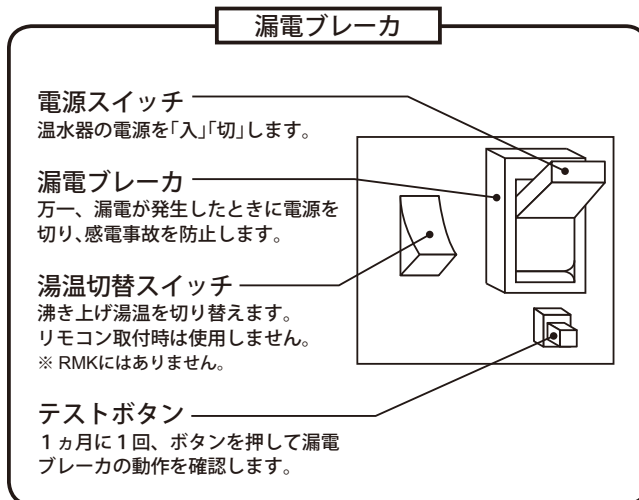 漏電ブレーカ
電源スイッチ
温水器の電源を「入」「切」します。
漏電ブレーカ
万一、漏電が発生したときに電源を
切り、感電事故を防止します。
湯温切替スイッチ
沸き上げ湯温を切り替えます。
リモコン取付時は使用しません。
※ RMKにはありません。
テストボタン
1ヵ月に1回、ボタンを押して漏電
ブレーカの動作を確認します。